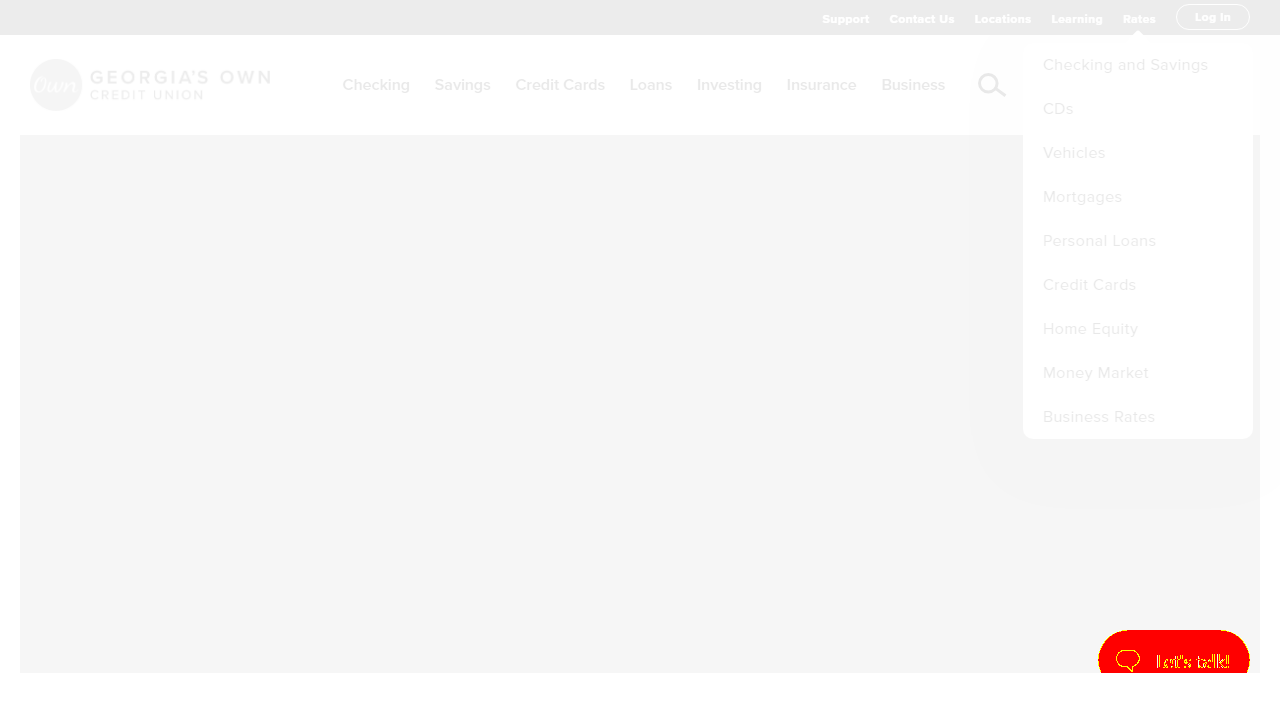 Support Contact Us Locations Learning Rates Log In
Own GEORGIA'S OWN
CREDIT UNION
Checking Savings Credit Cards Loans Investing Insurance Business
Checking and Savings
CDs
Vehicles
Mortgages
Personal Loans
Credit Cards
Home Equity
Money Market
Business Rates
Let's talk!